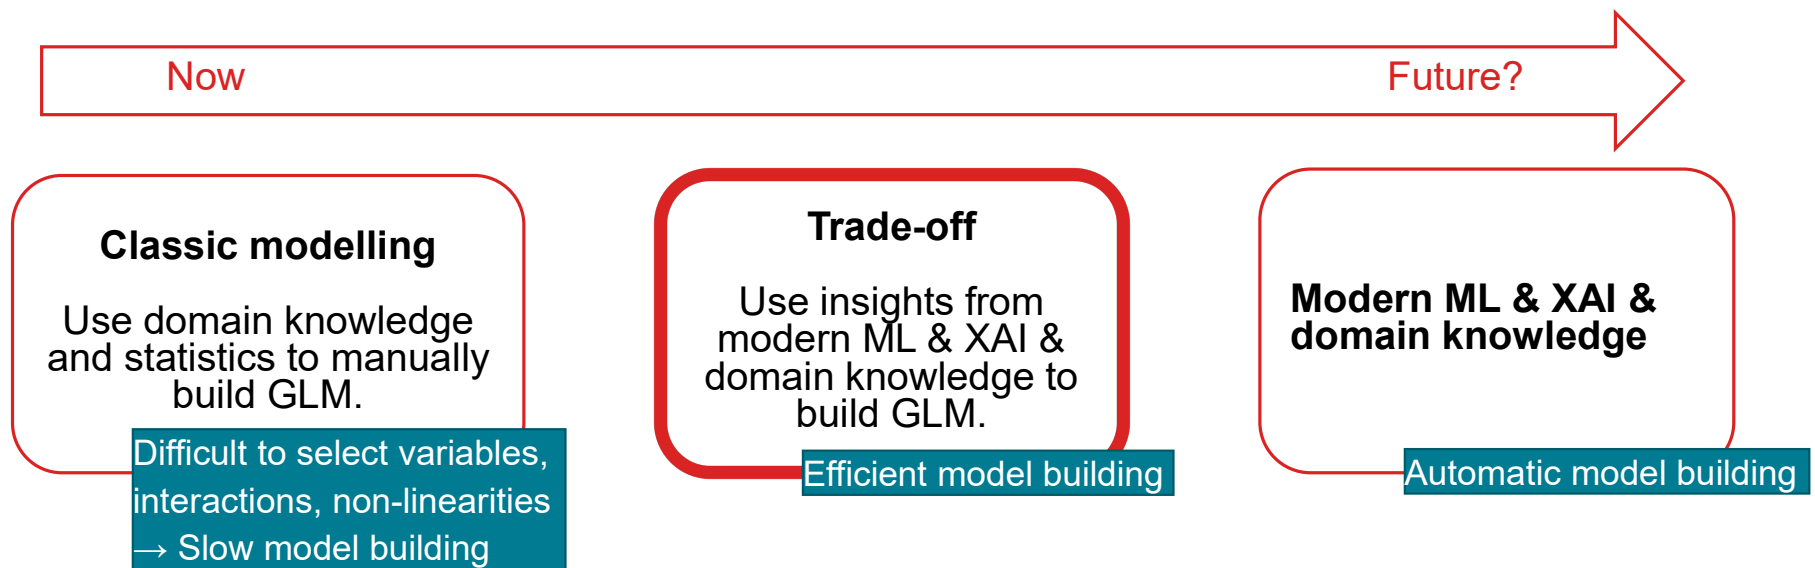 Now
Future?
Classic modelling
Use domain knowledge
and statistics to manually
build GLM.
Difficult to select variables,
interactions, non-linearities
→ Slow model building
Trade-off
Use insights from
modern ML & XAI &
domain knowledge to
build GLM.
Efficient model building
Modern ML & XAI &
domain knowledge
Automatic model building